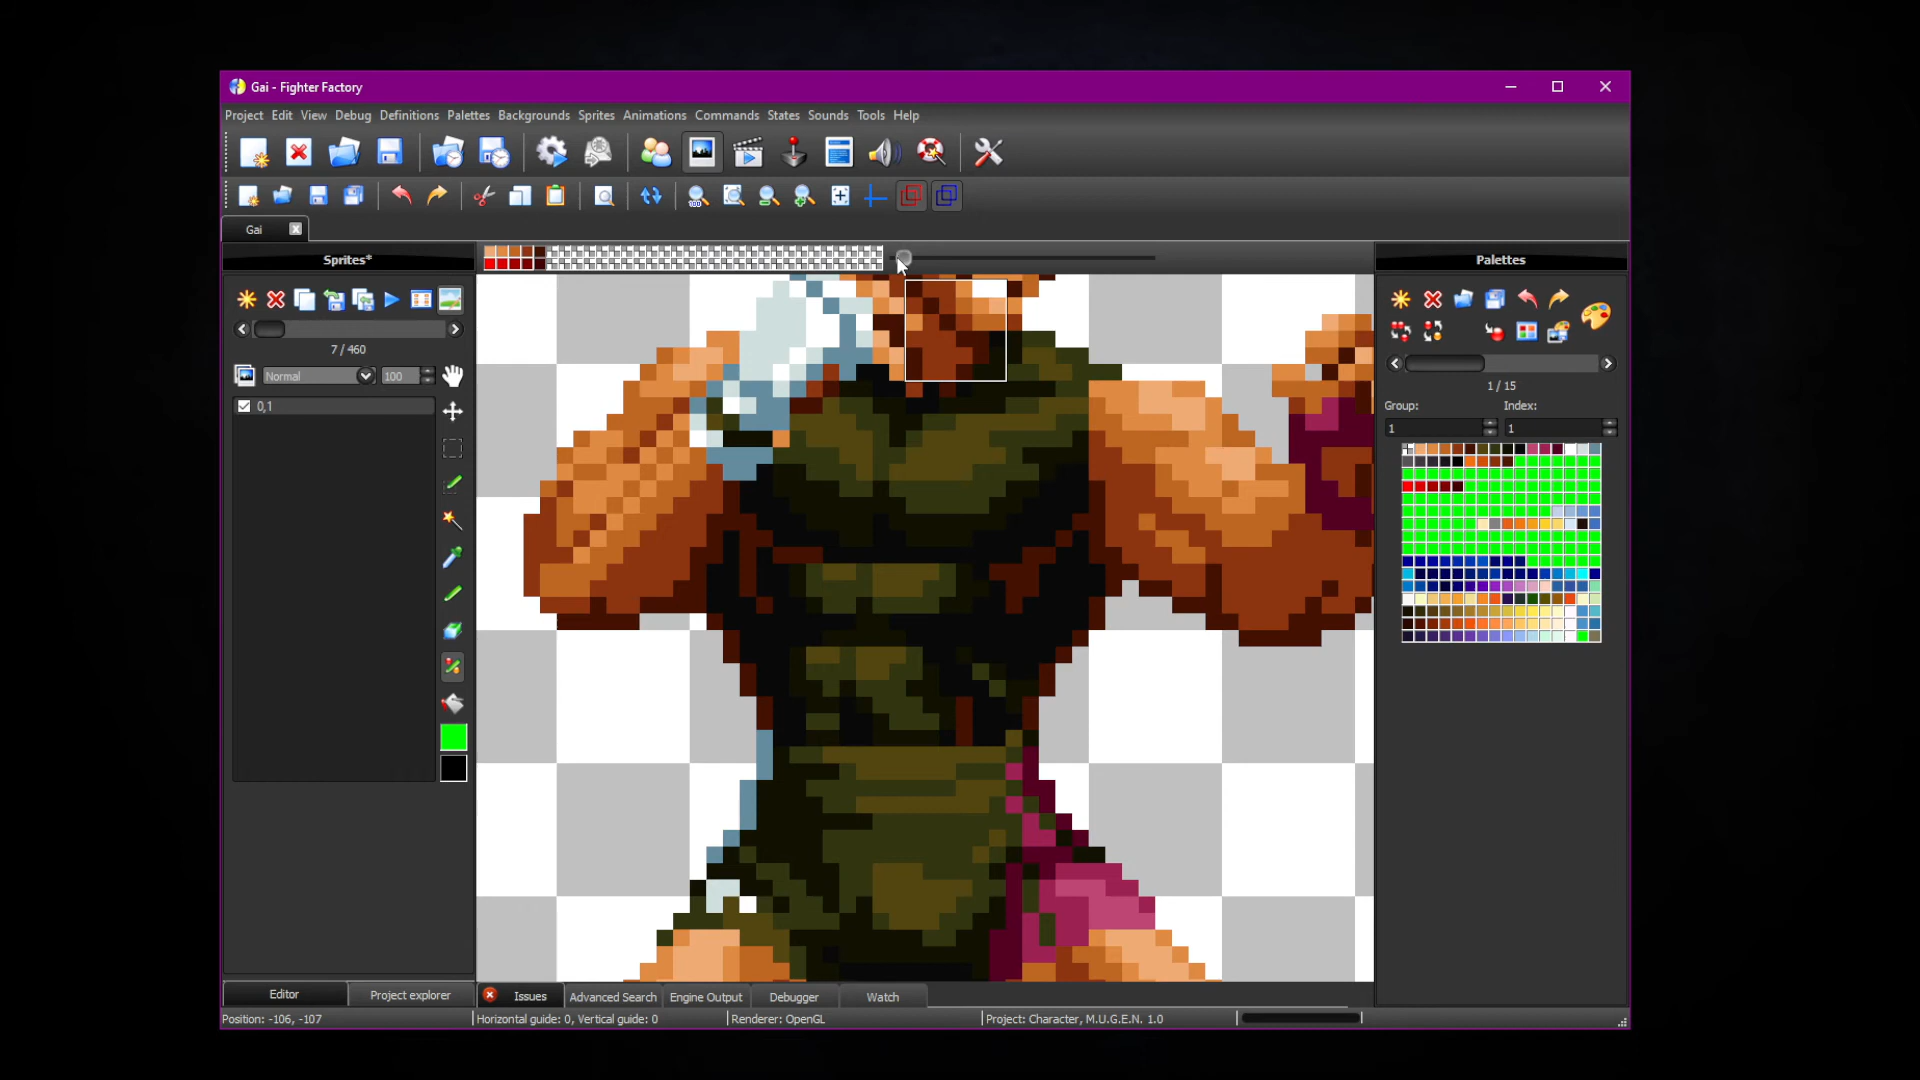 Gai - Fighter Factory
Project Edit View Debug Definitions Palettes Backgrounds Sprites Animations Commands States Sounds Tools Help
Gai
Sprites*
Palettes
7 / 460
Normal 100
0,1
1 / 15
Group: Index:
1 1
Editor Project explorer
Issues Advanced Search Engine Output Debugger Watch
Position: -106, -107 Horizontal guide: 0, Vertical guide: 0 Renderer: OpenGL Project: Character, M.U.G.E.N. 1.0